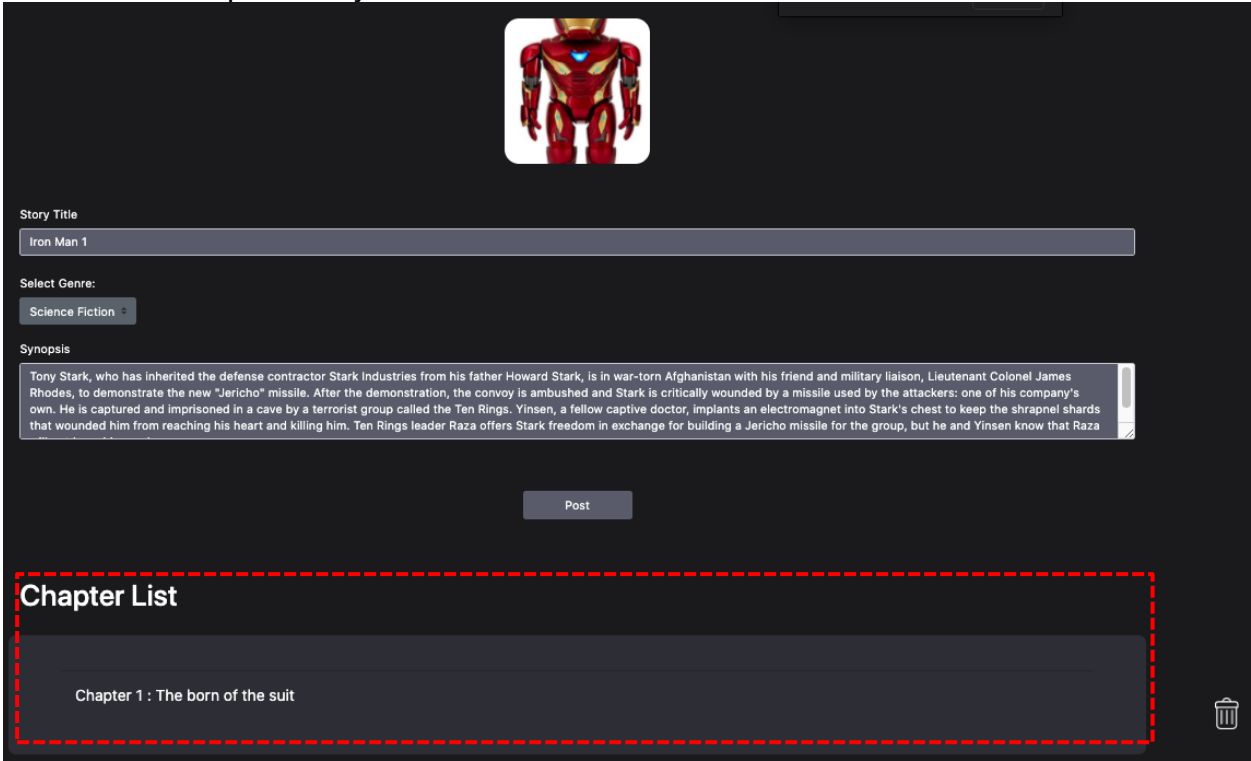 Story Title
Iron Man 1
Select Genre:
Science Fiction
Synopsis
Tony Stark, who has inherited the defense contractor Stark Industries from his father Howard Stark, is in war-torn Afghanistan with his friend and military liaison, Lieutenant Colonel James
Rhodes, to demonstrate the new "Jericho" missile. After the demonstration, the convoy is ambushed and Stark is critically wounded by a missile used by the attackers: one of his company's
own. He is captured and imprisoned in a cave by a terrorist group called the Ten Rings. Yinsen, a fellow captive doctor, implants an electromagnet into Stark's chest to keep the shrapnel shards
that wounded him from reaching his heart and killing him. Ten Rings leader Raza offers Stark freedom in exchange for building a Jericho missile for the group, but he and Yinsen know that Raza
Post
Chapter List
Chapter 1 : The born of the suit